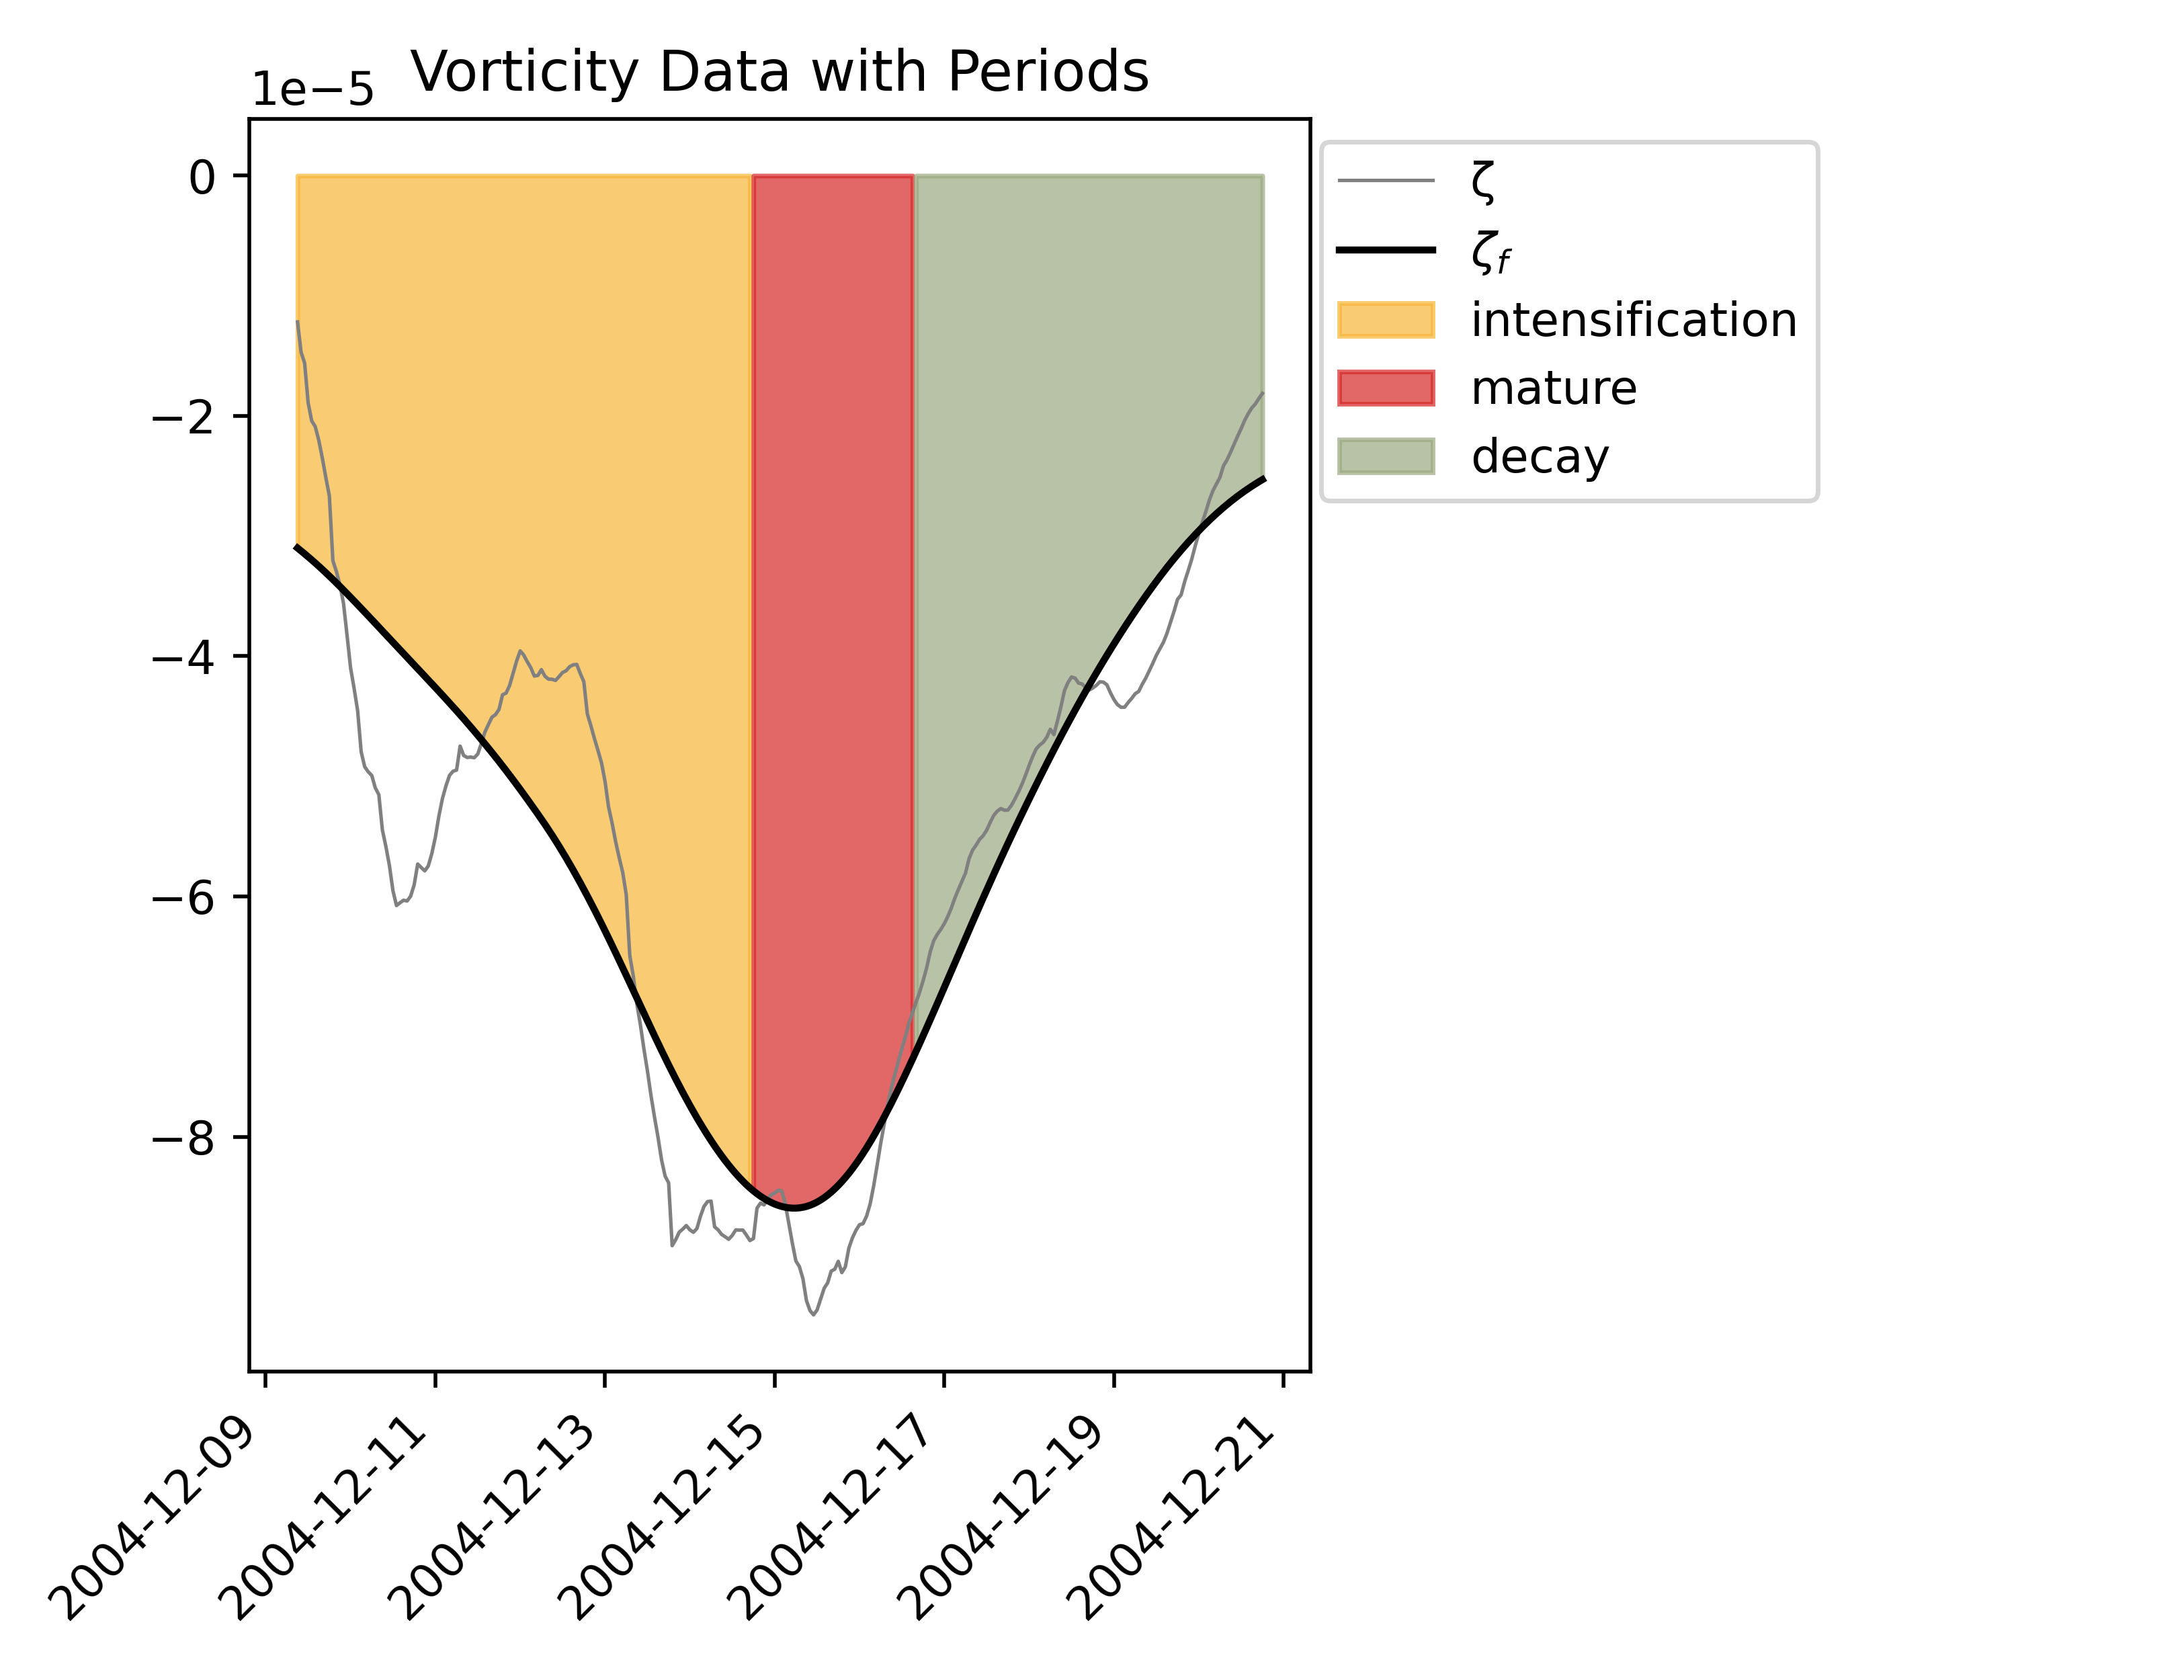 Vorticity Data with Periods
1e−5
0
−2
−4
−6
−8
2004-12-09
2004-12-11
2004-12-13
2004-12-15
2004-12-17
2004-12-19
2004-12-21
ζ
ζf
intensification
mature
decay